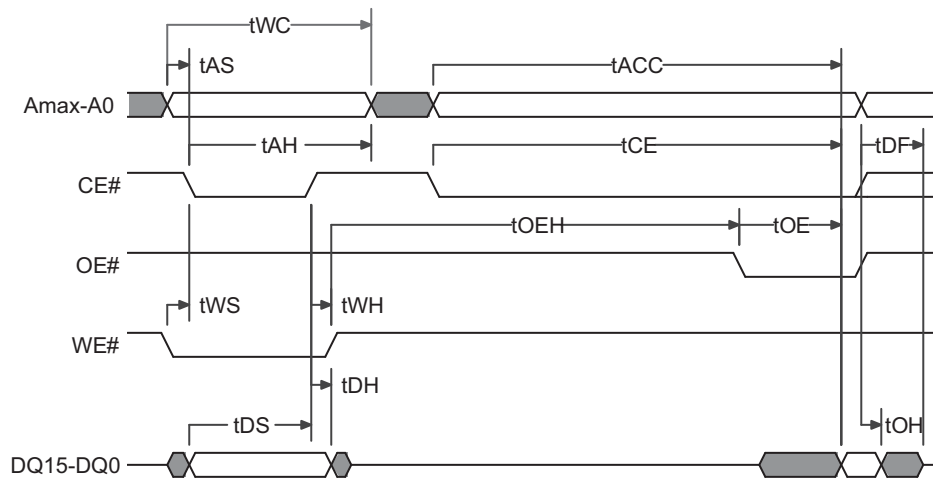 tWC
tAS
tACC
Amax-A0
tAH
tCE
tDF
CE#
tOEH
tOE
OE#
tWS
tWH
WE#
tDH
tDS
tOH
DQ15-DQ0